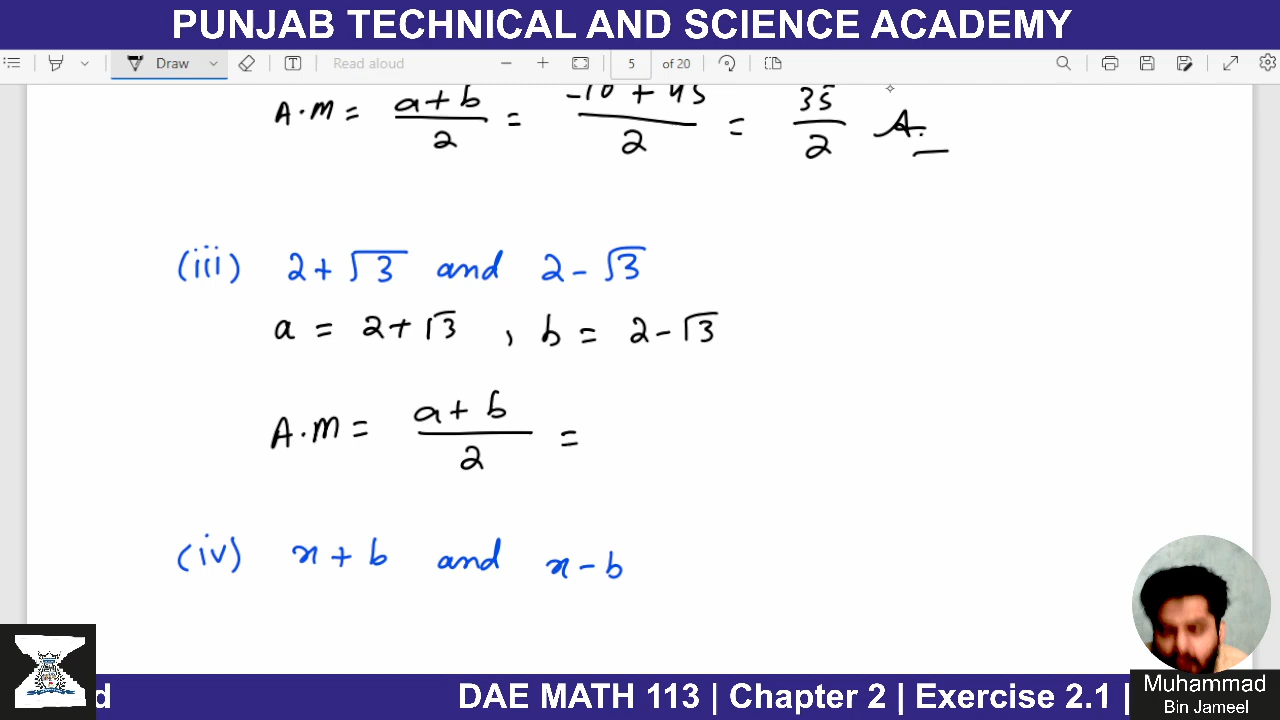 PUNJAB TECHNICAL AND SCIENCE ACADEMY
Draw Read aloud 5 of 20
A.M = a+b/2 = -10 + 45/2 = 35/2 A.
(iii) 2+√3 and 2-√3
a = 2+√3 , b = 2-√3
A.M = a+b/2 =
(iv) x+b and x-b
d DAE MATH 113 | Chapter 2 | Exercise 2.1 |
Muhammad
Bin Jameel